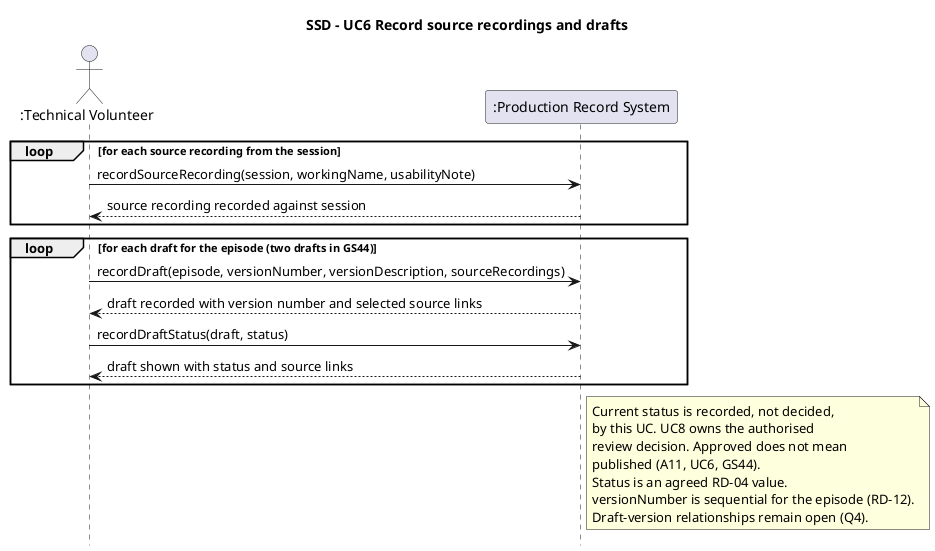 SSD - UC6 Record source recordings and drafts
:Technical Volunteer
:Production Record System
loop [for each source recording from the session]
recordSourceRecording(session, workingName, usabilityNote)
source recording recorded against session
loop [for each draft for the episode (two drafts in GS44)]
recordDraft(episode, versionNumber, versionDescription, sourceRecordings)
draft recorded with version number and selected source links
recordDraftStatus(draft, status)
draft shown with status and source links
Current status is recorded, not decided,
by this UC. UC8 owns the authorised
review decision. Approved does not mean
published (A11, UC6, GS44).
Status is an agreed RD-04 value.
versionNumber is sequential for the episode (RD-12).
Draft-version relationships remain open (Q4).